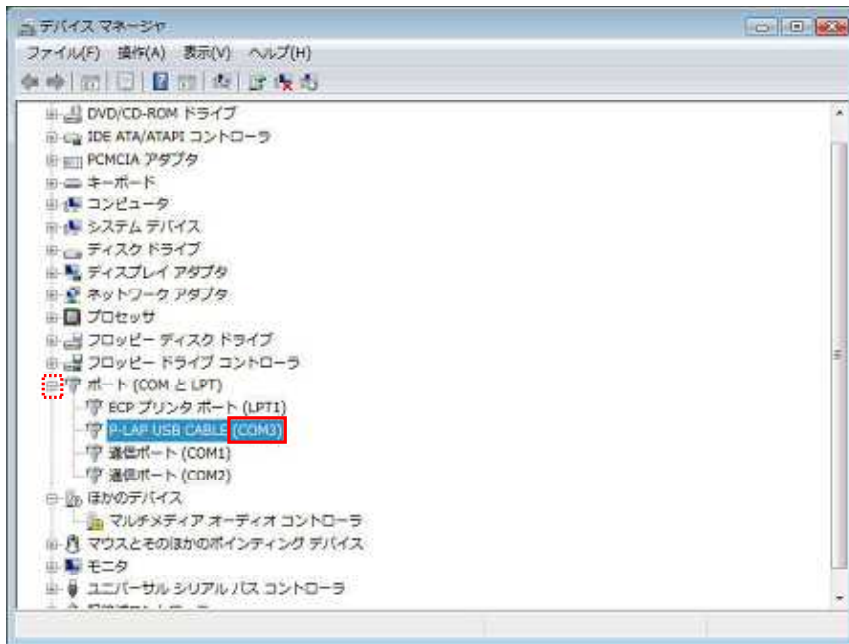 デバイス マネージャ
ファイル(F) 操作(A) 表示(V) ヘルプ(H)
DVD/CD-ROM ドライブ
IDE ATA/ATAPI コントローラ
PCMCIA アダプタ
キーボード
コンピュータ
システム デバイス
ディスク ドライブ
ディスプレイ アダプタ
ネットワーク アダプタ
プロセッサ
フロッピー ディスク ドライブ
フロッピー ドライブ コントローラ
ポート (COM と LPT)
ECP プリンタ ポート (LPT1)
P-LAP USB CABLE (COM3)
通信ポート (COM1)
通信ポート (COM2)
ほかのデバイス
マルチメディア オーディオ コントローラ
マウスとそのほかのポインティング デバイス
モニタ
ユニバーサル シリアル バス コントローラ